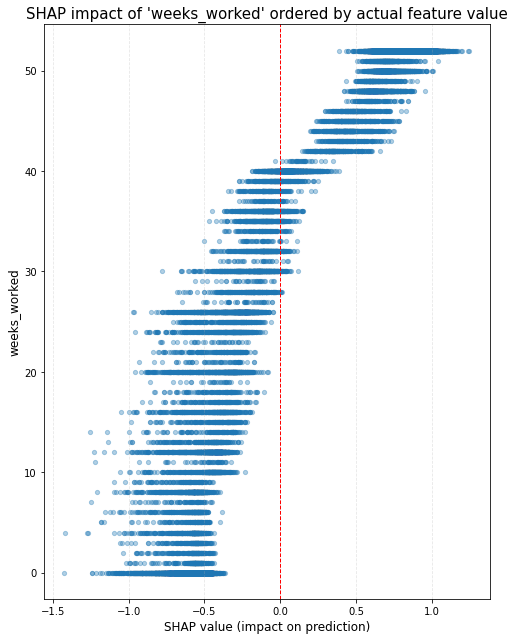 SHAP impact of 'weeks_worked' ordered by actual feature value
50
40
30
20
10
0
weeks_worked
−1.5 −1.0 −0.5 0.0 0.5 1.0
SHAP value (impact on prediction)